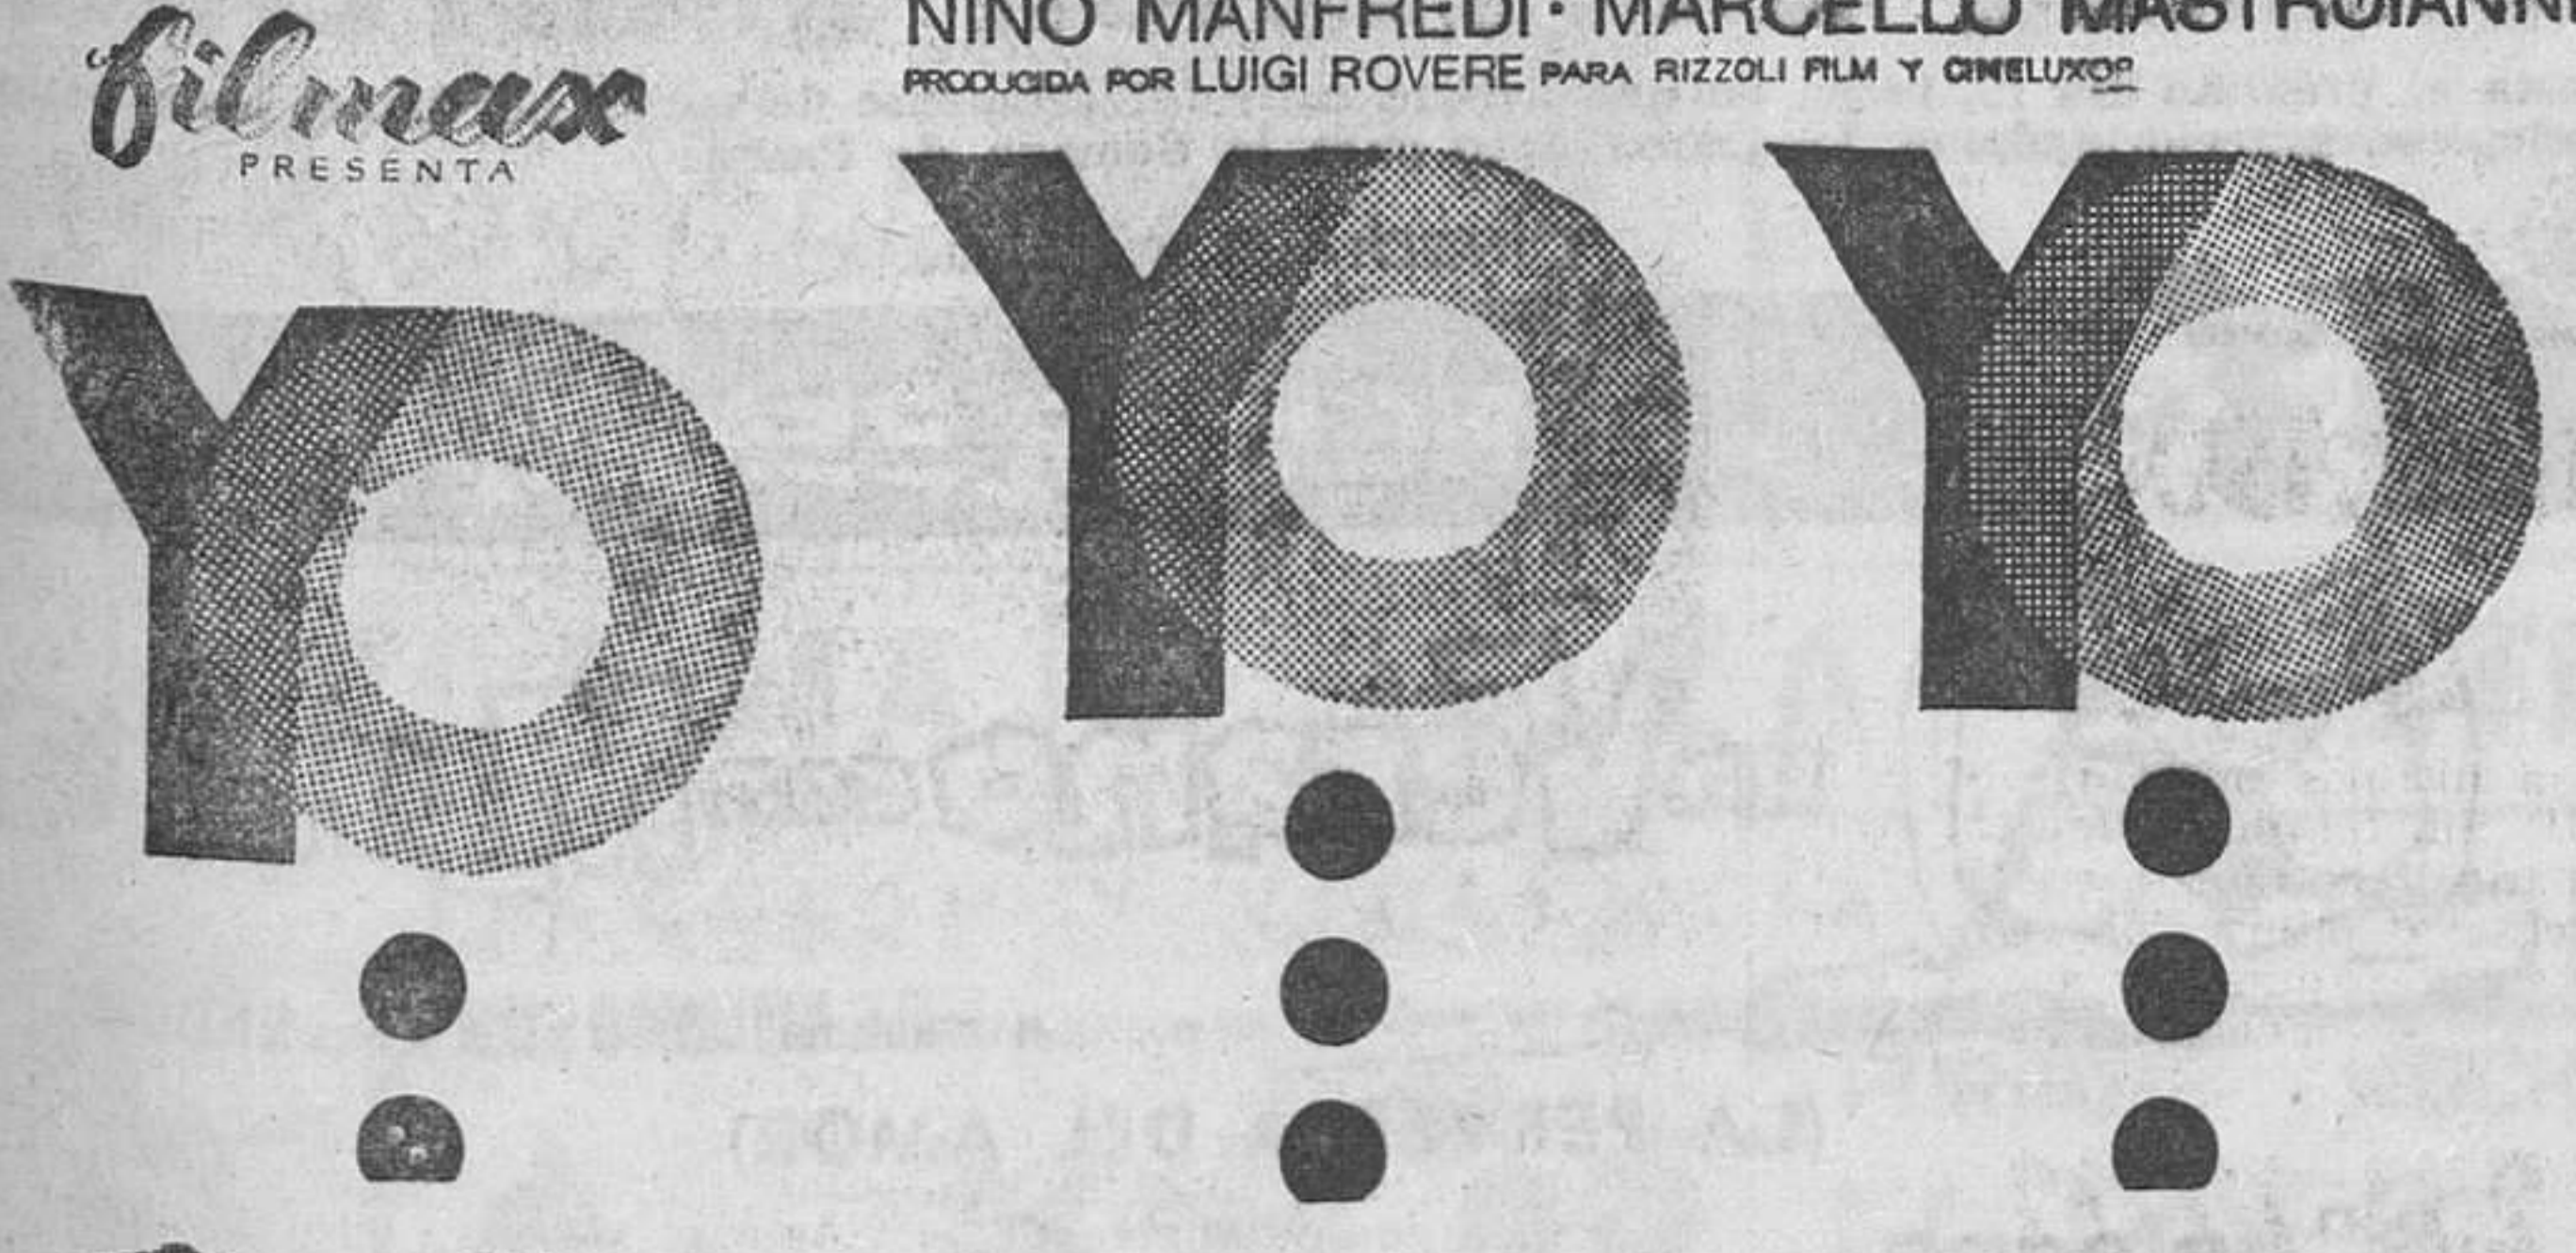 filmax
PRESENTA
NINO MANFREDI · MARCELLO MASTROIANNI
PRODUCIDA POR LUIGI ROVERE PARA RIZZOLI FILM Y CINELUXOR
YO YO YO